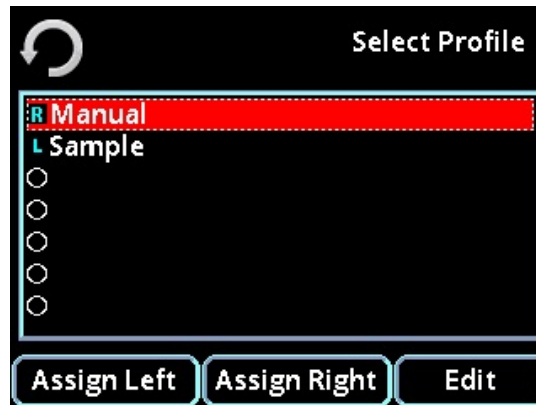 Select Profile
R Manual
L Sample
Assign Left Assign Right Edit